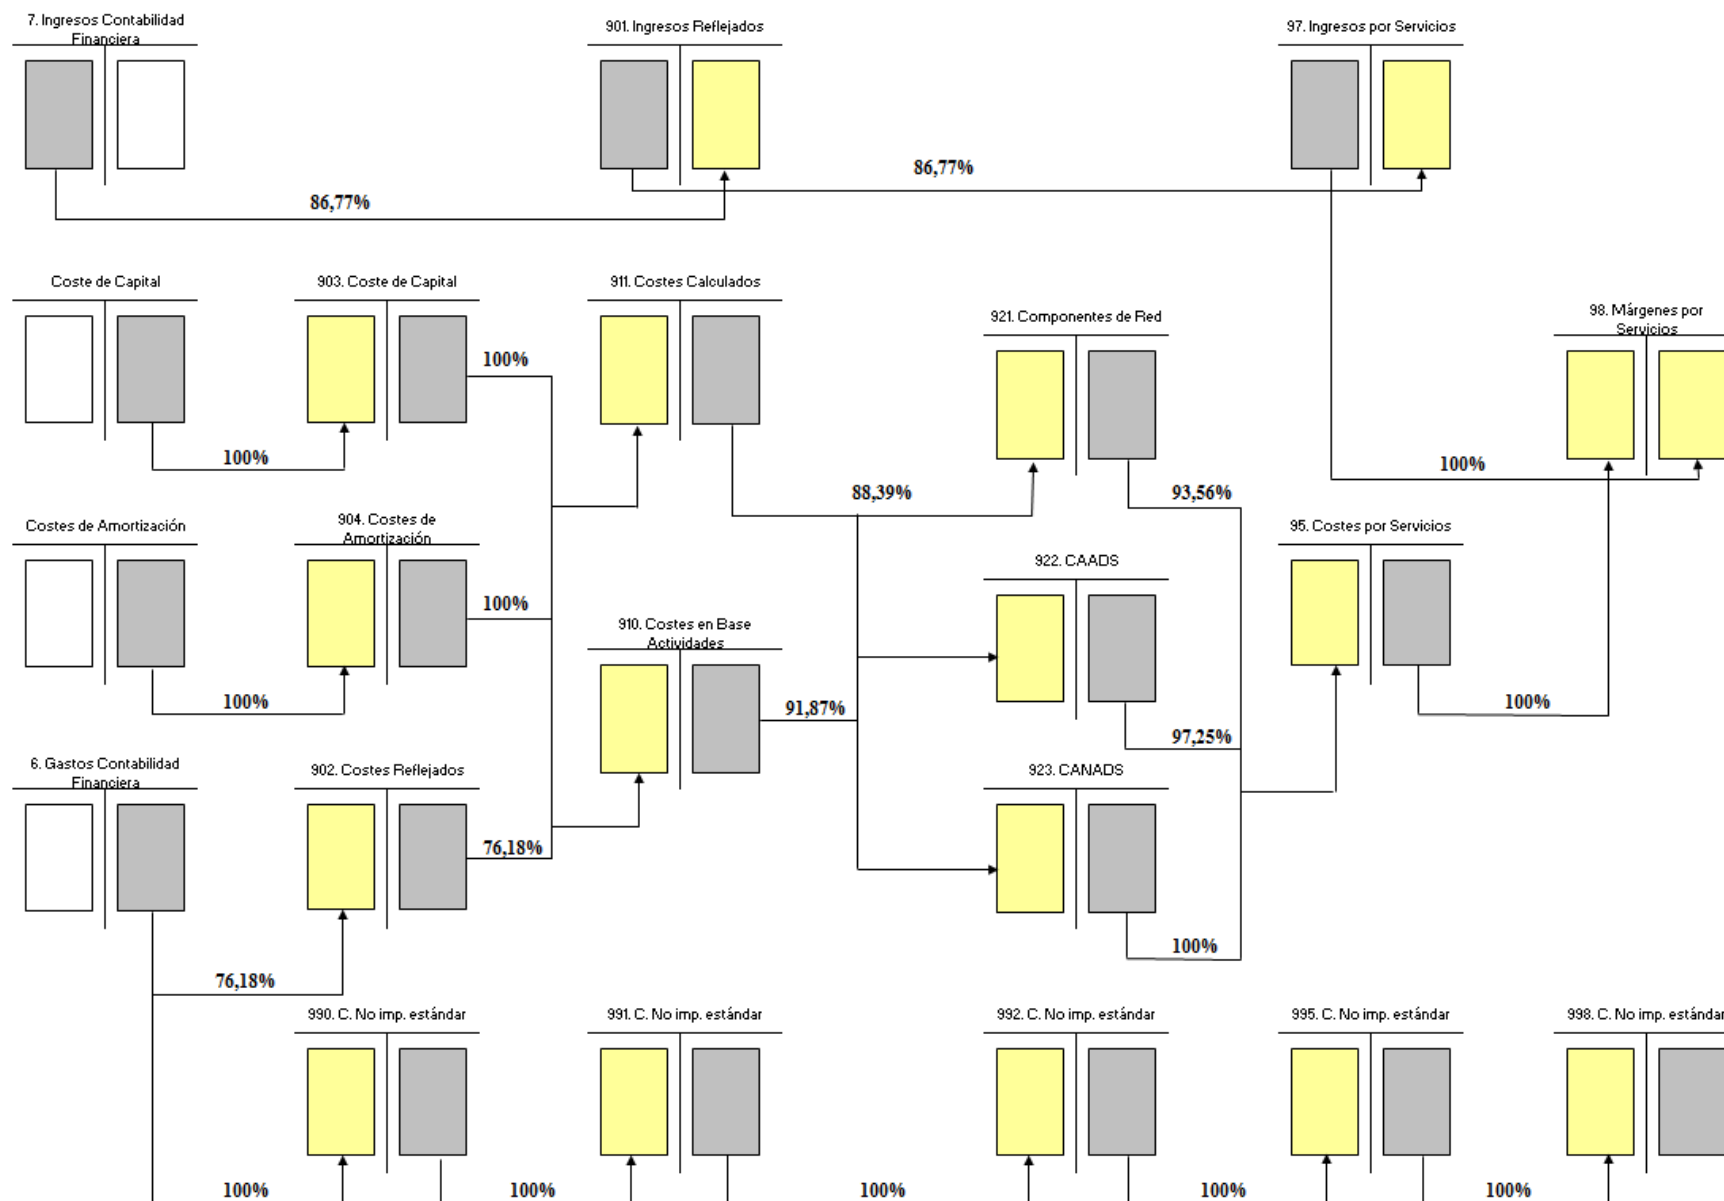 7. Ingresos Contabilidad
Financiera
901. Ingresos Reflejados
97. Ingresos por Servicios
86,77%
86,77%
Coste de Capital
903. Coste de Capital
911. Costes Calculados
921. Componentes de Red
98. Márgenes por
Servicios
100%
100%
100%
88,39%
93,56%
Costes de Amortización
904. Costes de
Amortización
95. Costes por Servicios
922. CAADS
100%
910. Costes en Base
Actividades
100%
91,87%
100%
97,25%
6. Gastos Contabilidad
Financiera
902. Costes Reflejados
923. CANADS
76,18%
100%
76,18%
990. C. No imp. estándar
991. C. No imp. estándar
992. C. No imp. estándar
995. C. No imp. estándar
998. C. No imp. estándar
100%
100%
100%
100%
100%